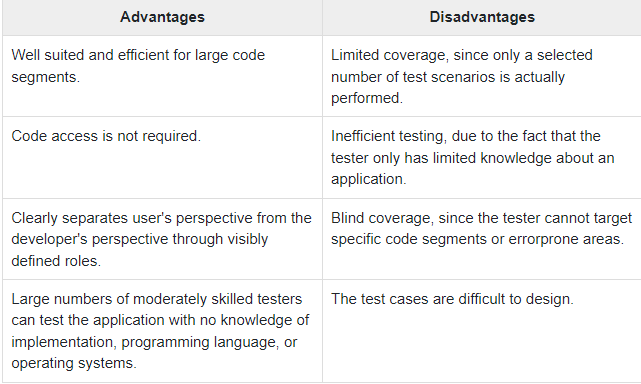 Advantages
Disadvantages
Well suited and efficient for large code
segments.
Limited coverage, since only a selected
number of test scenarios is actually
performed.
Code access is not required.
Inefficient testing, due to the fact that the
tester only has limited knowledge about an
application.
Clearly separates user's perspective from the
developer's perspective through visibly
defined roles.
Blind coverage, since the tester cannot target
specific code segments or errorprone areas.
Large numbers of moderately skilled testers
can test the application with no knowledge of
implementation, programming language, or
operating systems.
The test cases are difficult to design.